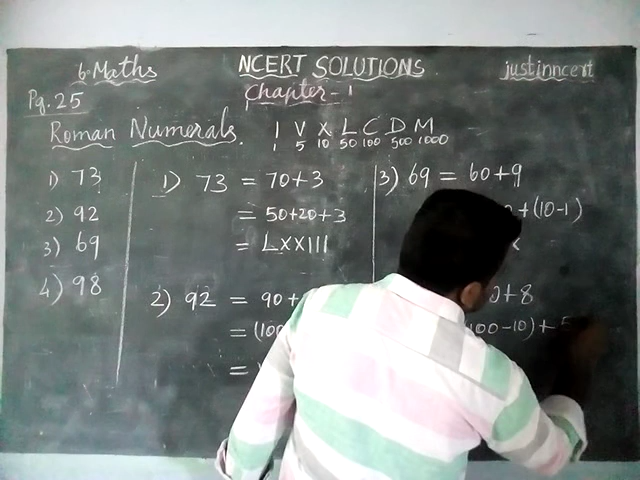 6. Maths NCERT SOLUTIONS. justinncert
Chapter-1
Pg. 25
Roman Numerals. I V X L C D M
1 5 10 50 100 500 1000
1) 73
2) 92
3) 69
4) 98
1) 73 = 70+3
= 50+20+3
= LXXIII
2) 92 = 90+
= (100
=
3) 69 = 60+9
+(10-1)
+8
100-10)+5